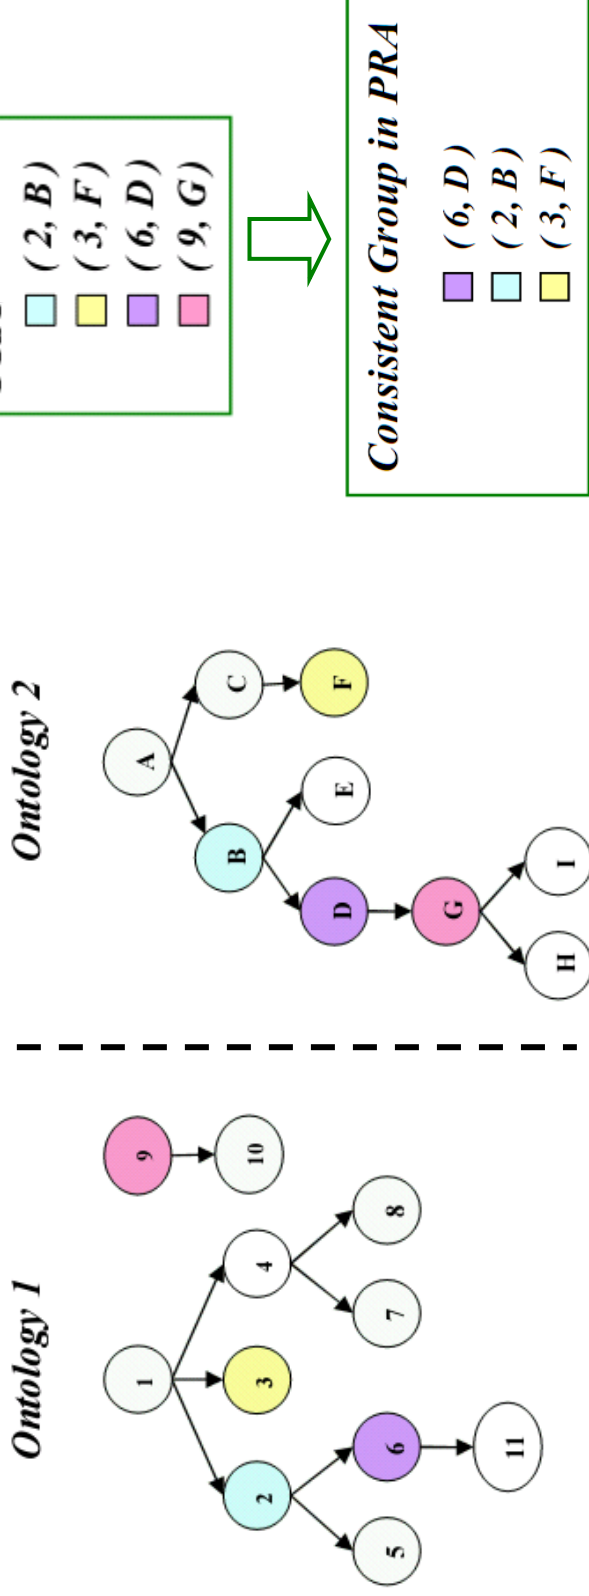 Ontology 1
1
9
2
3
4
10
5
6
7
8
11
Ontology 2
A
B
C
D
E
F
G
H
I
( 2, B )
( 3, F )
( 6, D )
( 9, G )
Consistent Group in PRA
( 6, D )
( 2, B )
( 3, F )